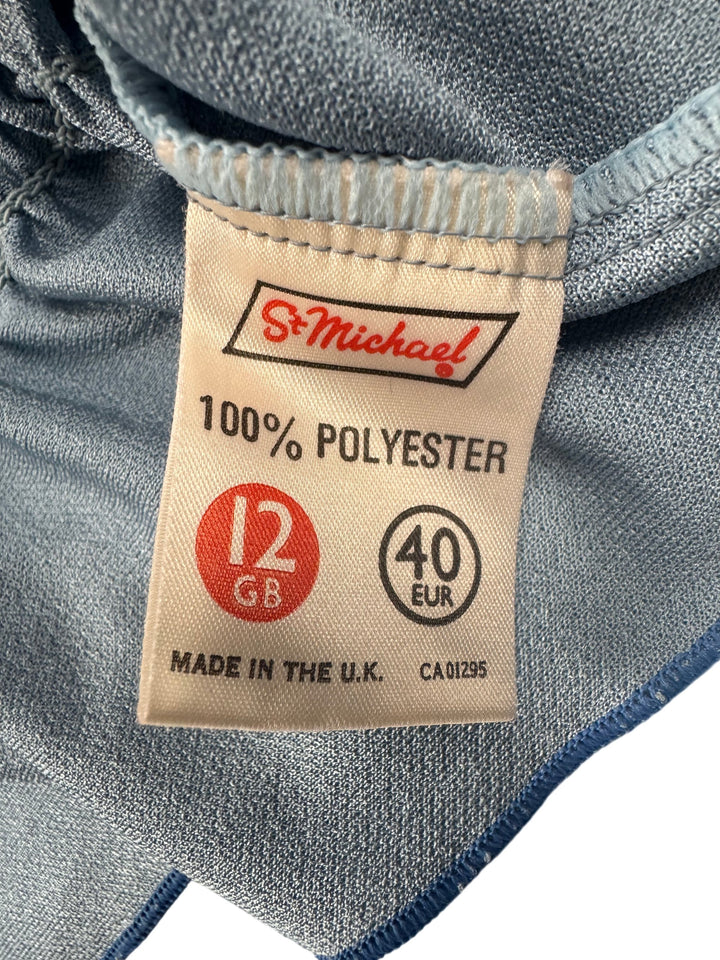 St Michael
100% POLYESTER
12
GB
40
EUR
MADE IN THE U.K. CA01295